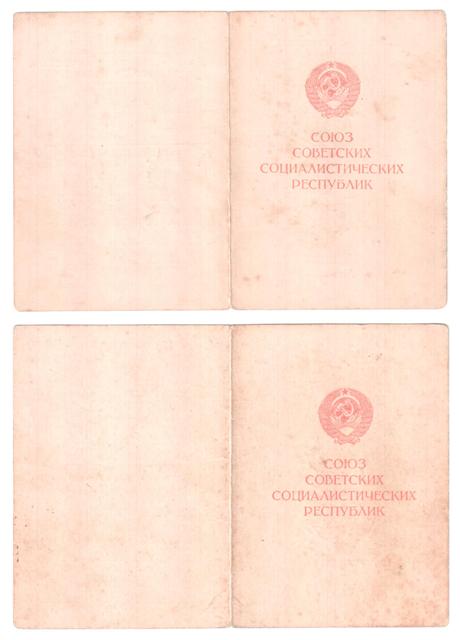 СОЮЗ
СОВЕТСКИХ
СОЦИАЛИСТИЧЕСКИХ
РЕСПУБЛИК
СОЮЗ
СОВЕТСКИХ
СОЦИАЛИСТИЧЕСКИХ
РЕСПУБЛИК